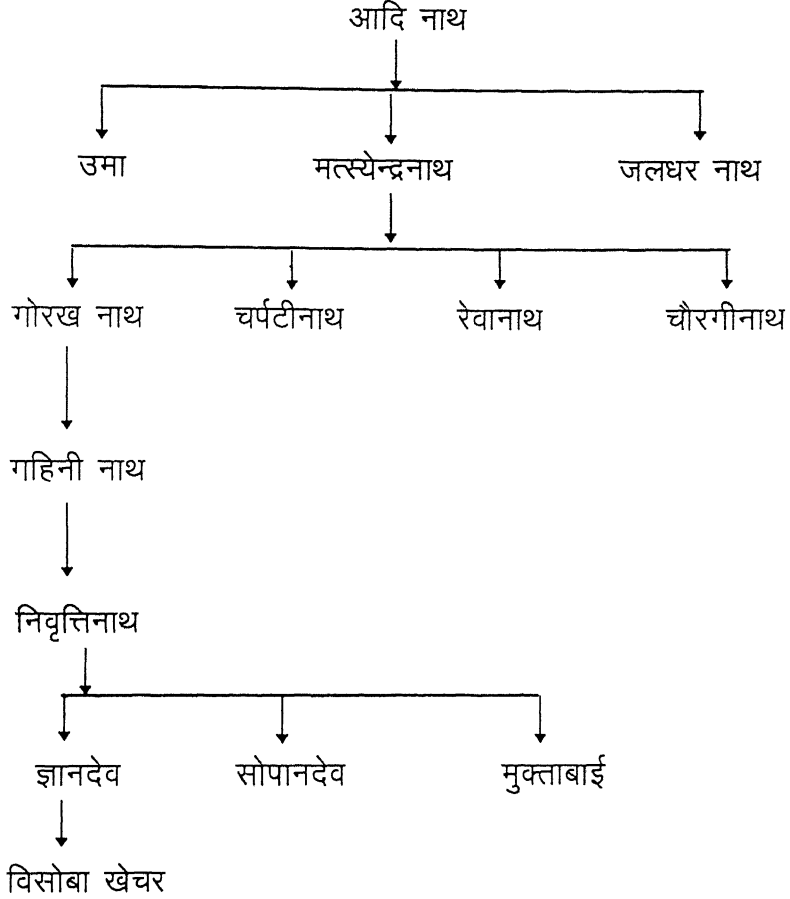 आदि नाथ
उमा मत्स्येन्द्रनाथ जलधर नाथ
गोरख नाथ चर्पटीनाथ रेवानाथ चौरगीनाथ
गहिनी नाथ
निवृत्तिनाथ
ज्ञानदेव सोपानदेव मुक्ताबाई
विसोबा खेचर